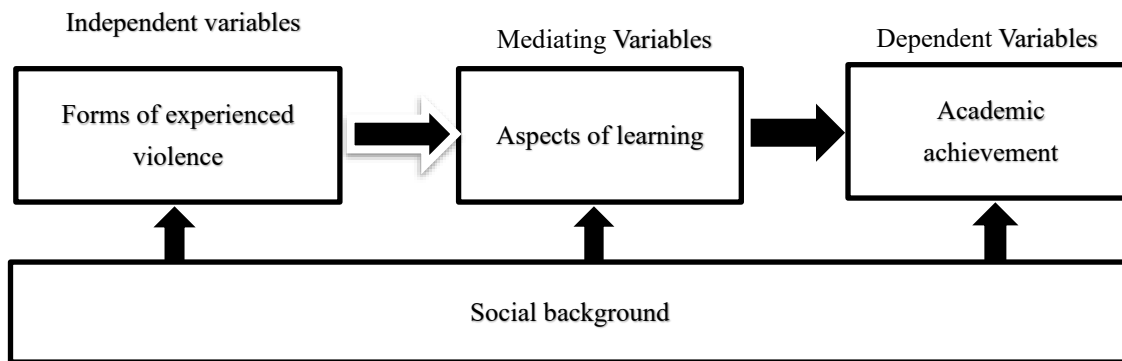 Independent variables
Mediating Variables
Dependent Variables
Forms of experienced
violence
Aspects of learning
Academic
achievement
Social background